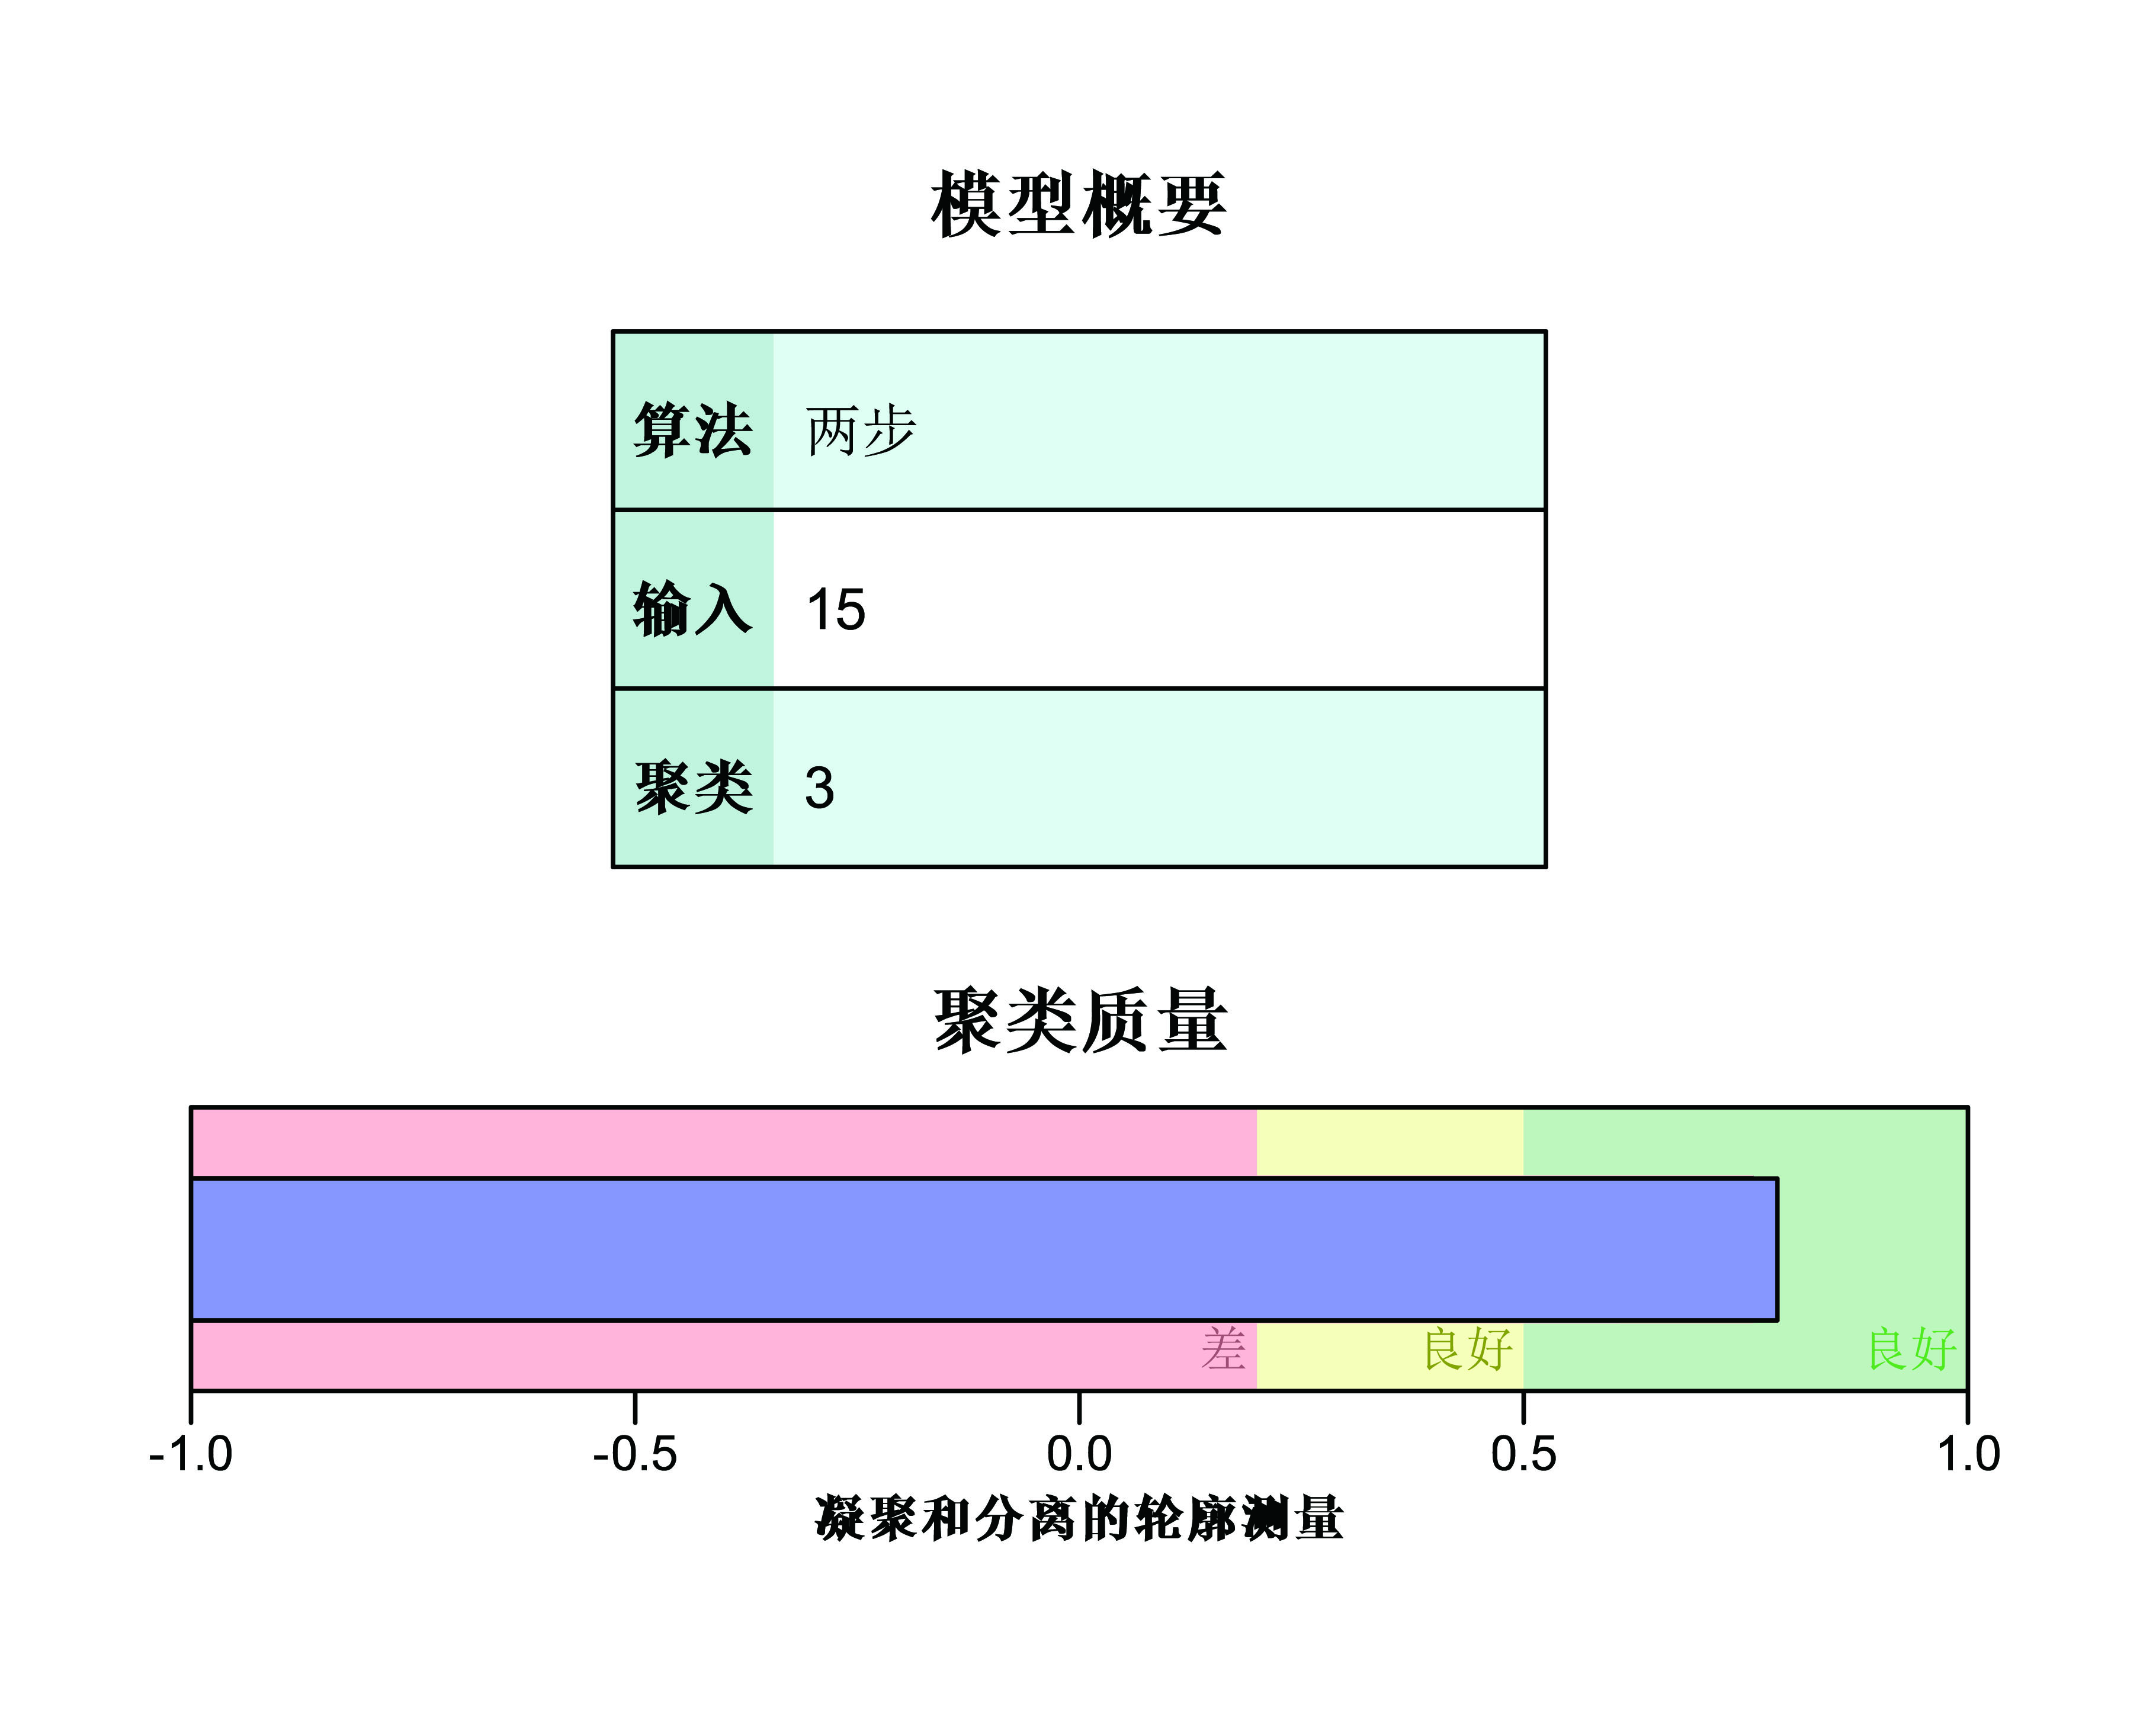 模型概要
算法 两步
输入 15
聚类 3
聚类质量
差 良好 良好
-1.0 -0.5 0.0 0.5 1.0
凝聚和分离的轮廓测量